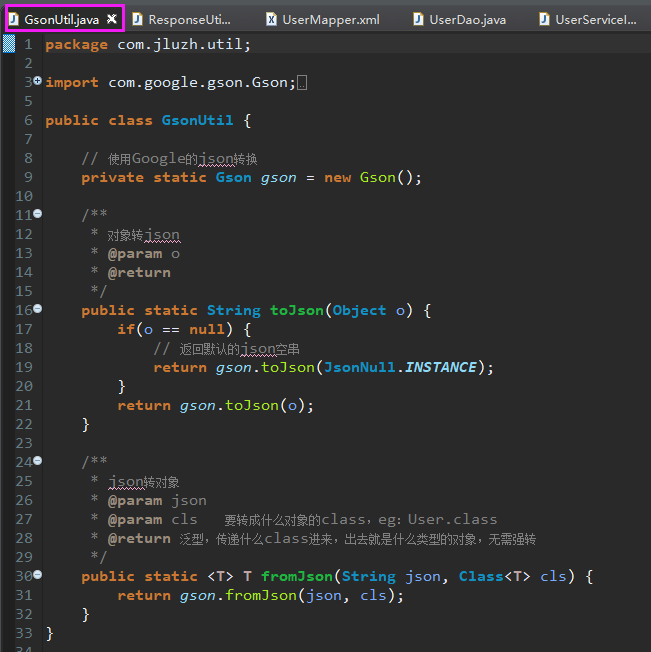 GsonUtil.java ResponseUti... UserMapper.xml UserDao.java UserServiceI...
1 package com.jluzh.util;
2
3 import com.google.gson.Gson;
5
6 public class GsonUtil {
7
8 // 使用Google的json转换
9 private static Gson gson = new Gson();
10
11 /**
12 * 对象转json
13 * @param o
14 * @return
15 */
16 public static String toJson(Object o) {
17 if(o == null) {
18 // 返回默认的json空串
19 return gson.toJson(JsonNull.INSTANCE);
20 }
21 return gson.toJson(o);
22 }
23
24 /**
25 * json转对象
26 * @param json
27 * @param cls 要转成什么对象的class，eg：User.class
28 * @return 泛型，传递什么class进来，出去就是什么类型的对象，无需强转
29 */
30 public static <T> T fromJson(String json, Class<T> cls) {
31 return gson.fromJson(json, cls);
32 }
33 }
34